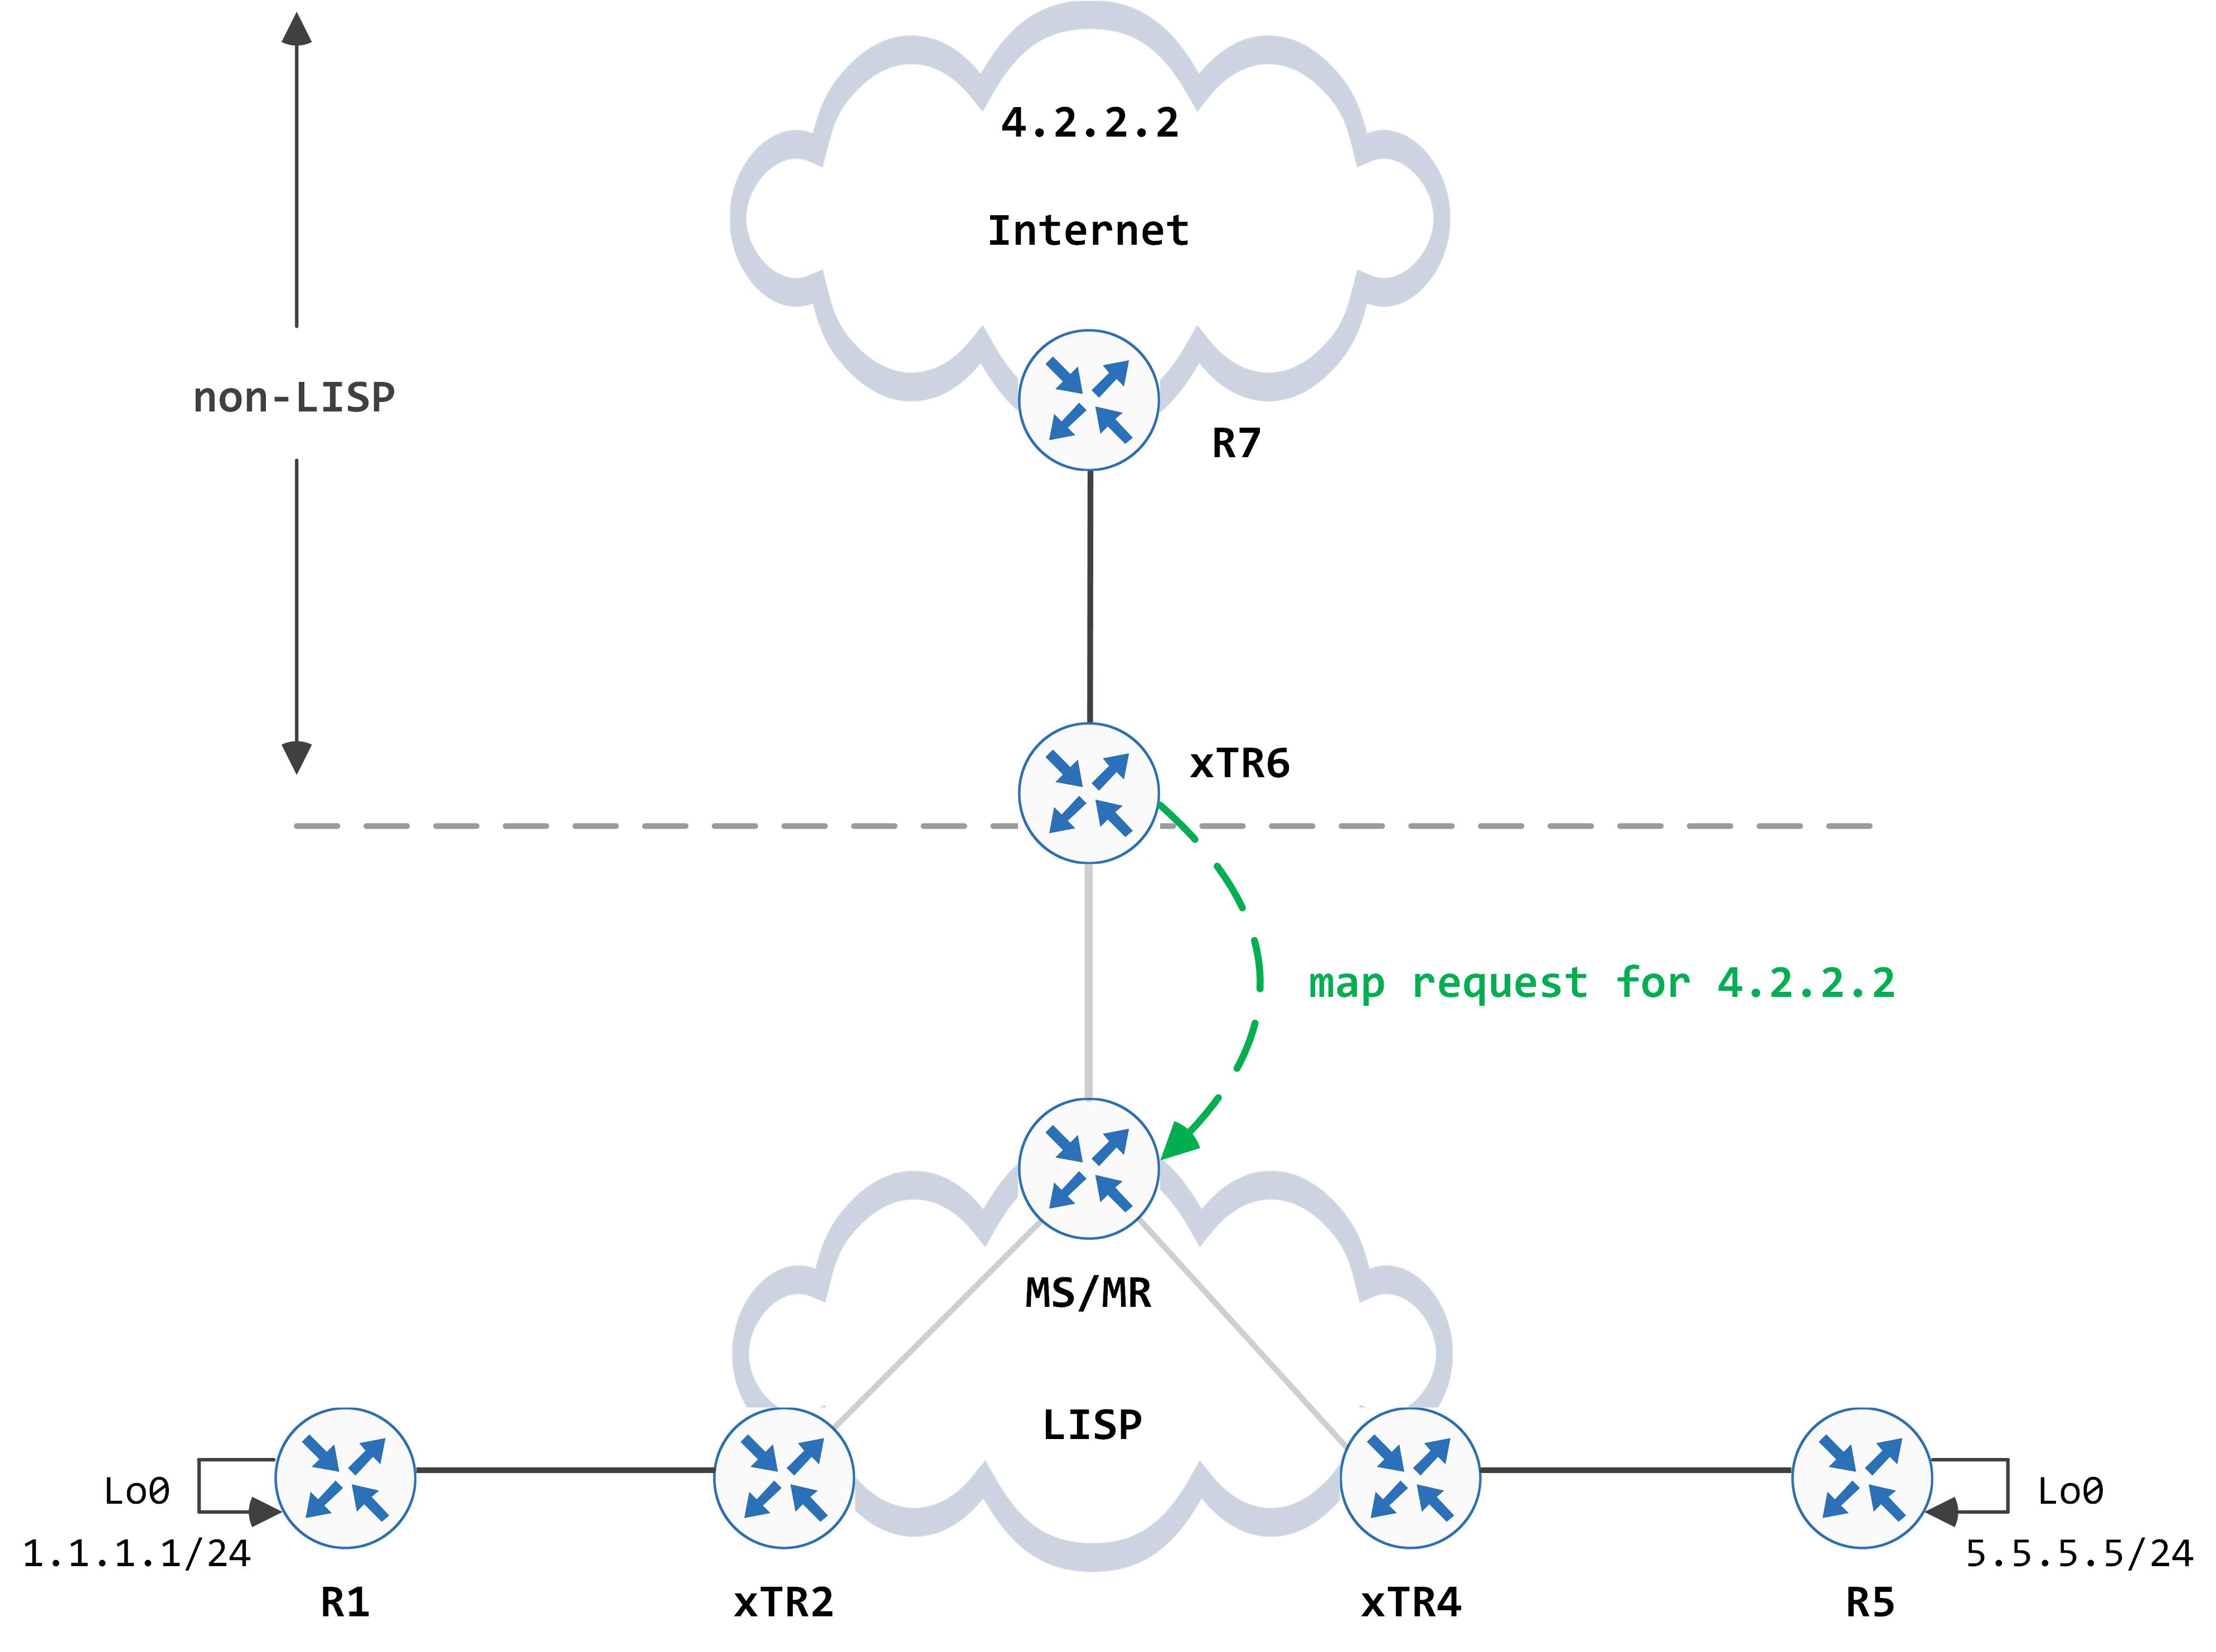 4.2.2.2
Internet
non-LISP
R7
xTR6
map request for 4.2.2.2
MS/MR
LISP
Lo0
1.1.1.1/24
R1
xTR2
xTR4
R5
Lo0
5.5.5.5/24